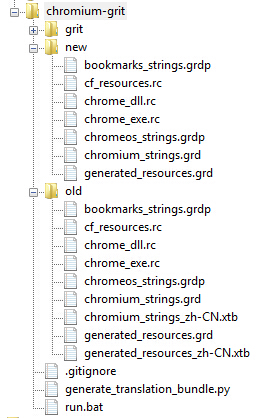 chromium-grit
grit
new
bookmarks_strings.grdp
cf_resources.rc
chrome_dll.rc
chrome_exe.rc
chromeos_strings.grdp
chromium_strings.grd
generated_resources.grd
old
bookmarks_strings.grdp
cf_resources.rc
chrome_dll.rc
chrome_exe.rc
chromeos_strings.grdp
chromium_strings.grd
chromium_strings_zh-CN.xtb
generated_resources.grd
generated_resources_zh-CN.xtb
.gitignore
generate_translation_bundle.py
run.bat